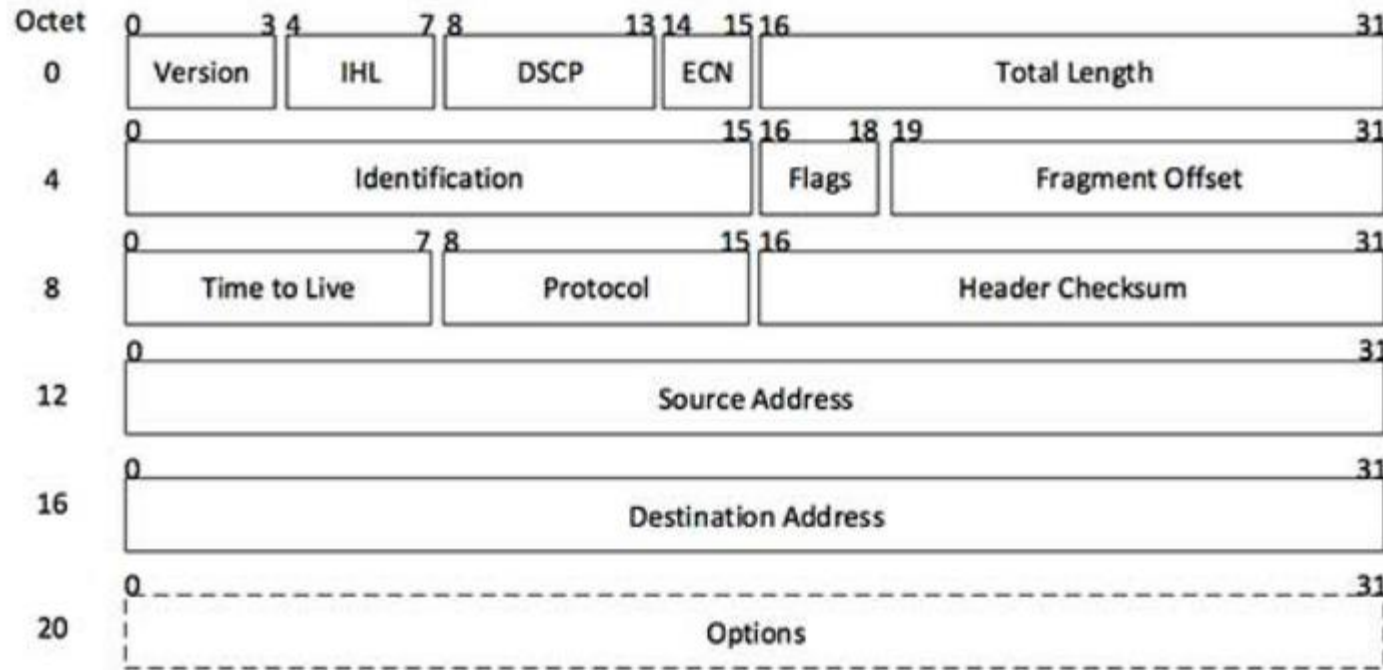 Octet 0 3 4 7 8 13 14 15 16 31
0 Version IHL DSCP ECN Total Length
0 15 16 18 19 31
4 Identification Flags Fragment Offset
0 7 8 15 16 31
8 Time to Live Protocol Header Checksum
0 31
12 Source Address
0 31
16 Destination Address
0 31
20 Options